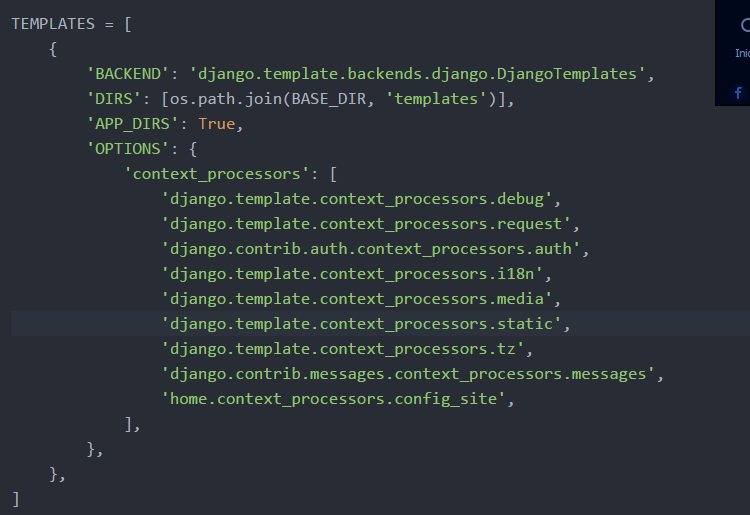 TEMPLATES = [
    {
        'BACKEND': 'django.template.backends.django.DjangoTemplates',
        'DIRS': [os.path.join(BASE_DIR, 'templates')],
        'APP_DIRS': True,
        'OPTIONS': {
            'context_processors': [
                'django.template.context_processors.debug',
                'django.template.context_processors.request',
                'django.contrib.auth.context_processors.auth',
                'django.template.context_processors.i18n',
                'django.template.context_processors.media',
                'django.template.context_processors.static',
                'django.template.context_processors.tz',
                'django.contrib.messages.context_processors.messages',
                'home.context_processors.config_site',
            ],
        },
    },
]